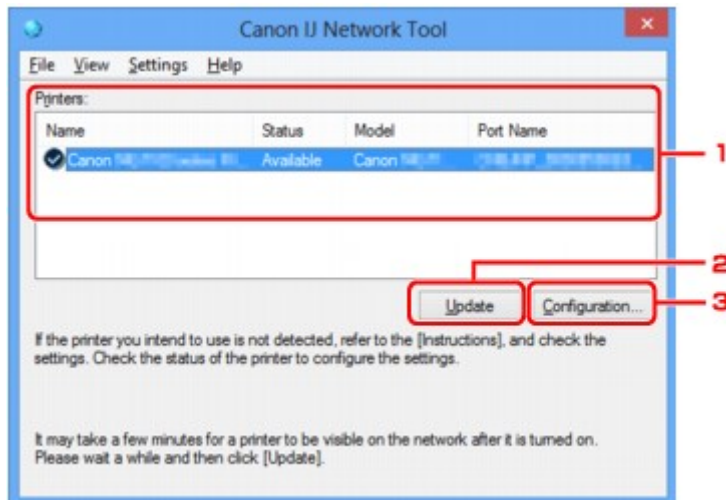 Canon IJ Network Tool
File View Settings Help
Printers:
Name Status Model Port Name
Canon Available Canon
1
2
3
Update Configuration...
If the printer you intend to use is not detected, refer to the [Instructions], and check the
settings. Check the status of the printer to configure the settings.
It may take a few minutes for a printer to be visible on the network after it is turned on.
Please wait a while and then click [Update].